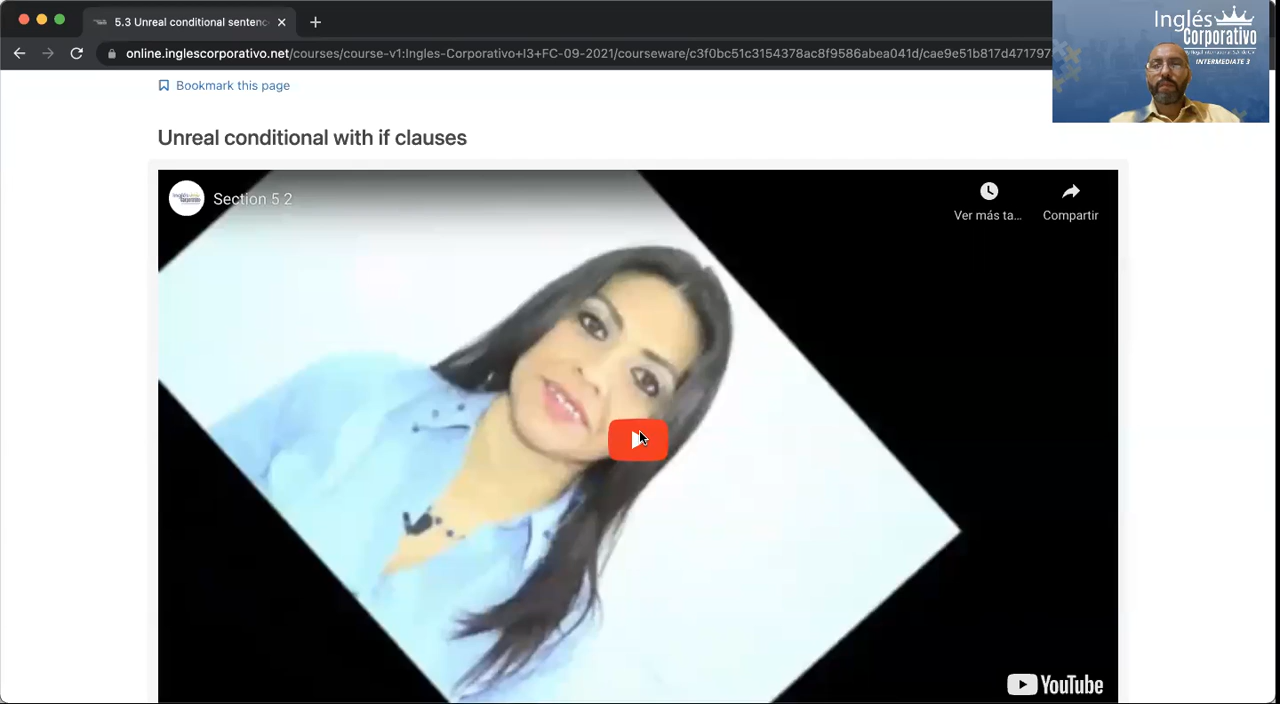 5.3 Unreal conditional sentenc
online.inglescorporativo.net/courses/course-v1:Ingles-Corporativo
-09-2021/courseware/c3f0bc51c3154378ac8f9586abea041d/cae9e51b817d471797
Inglés
Corporativo
INTERMEDIATE 3
Bookmark this page
Unreal conditional with if clauses
Section 5 2
Ver más ta...
Compartir
YouTube